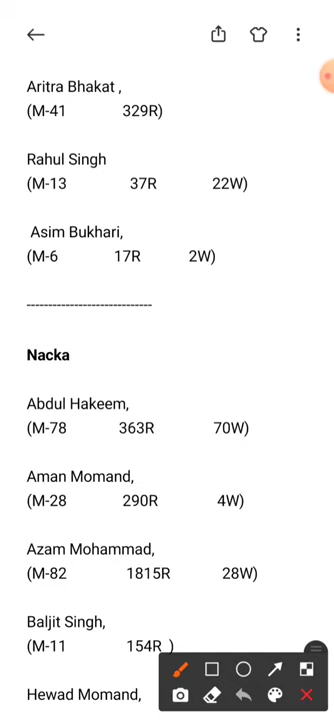 Aritra Bhakat ,
(M-41 329R)
Rahul Singh
(M-13 37R 22W)
Asim Bukhari,
(M-6 17R 2W)
----------------------------
Nacka
Abdul Hakeem,
(M-78 363R 70W)
Aman Momand,
(M-28 290R 4W)
Azam Mohammad,
(M-82 1815R 28W)
Baljit Singh,
(M-11 154R )
Hewad Momand,